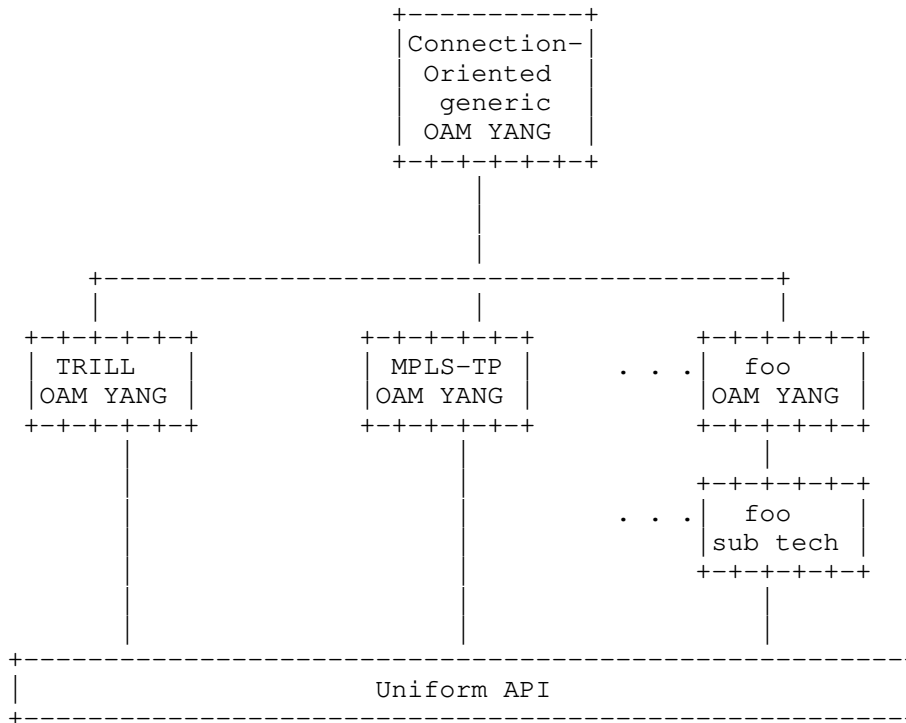 Connection-
Oriented
generic
OAM YANG
TRILL MPLS-TP . . . foo
OAM YANG OAM YANG OAM YANG
. . . foo
sub tech
Uniform API